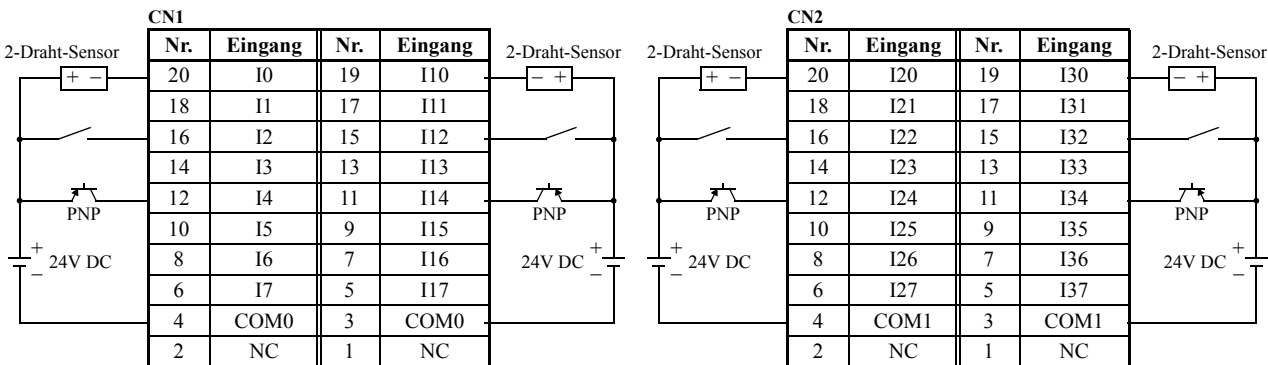 CN1
2-Draht-Sensor
+ −
Nr. Eingang Nr. Eingang
20 I0 19 I10
18 I1 17 I11
16 I2 15 I12
14 I3 13 I13
12 I4 11 I14
10 I5 9 I15
8 I6 7 I16
6 I7 5 I17
4 COM0 3 COM0
2 NC 1 NC
PNP
+
24V DC
−
2-Draht-Sensor
− +
PNP
24V DC
+
−
CN2
2-Draht-Sensor
+ −
Nr. Eingang Nr. Eingang
20 I20 19 I30
18 I21 17 I31
16 I22 15 I32
14 I23 13 I33
12 I24 11 I34
10 I25 9 I35
8 I26 7 I36
6 I27 5 I37
4 COM1 3 COM1
2 NC 1 NC
PNP
+
24V DC
−
2-Draht-Sensor
− +
PNP
24V DC
+
−